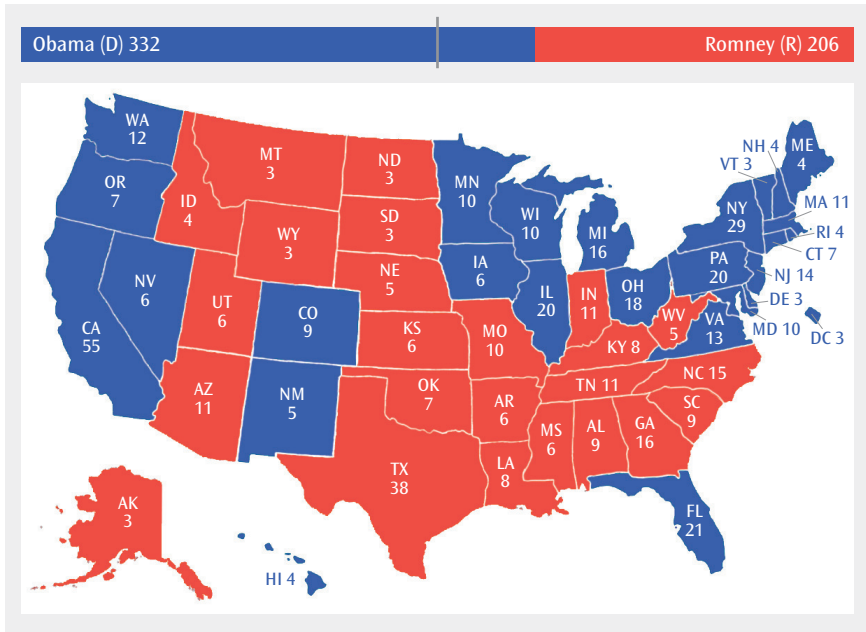 Obama (D) 332
Romney (R) 206
WA
12
OR
7
CA
55
NV
6
ID
4
MT
3
WY
3
UT
6
AZ
11
CO
9
NM
5
ND
3
SD
3
NE
5
KS
6
OK
7
TX
38
MN
10
IA
6
MO
10
AR
6
LA
8
WI
10
IL
20
MI
16
IN
11
OH
18
KY 8
TN 11
MS
6
AL
9
GA
16
FL
21
SC
9
NC 15
VA
13
WV
5
PA
20
NY
29
VT 3
NH 4
ME
4
MA 11
RI 4
CT 7
NJ 14
DE 3
MD 10
DC 3
AK
3
HI 4